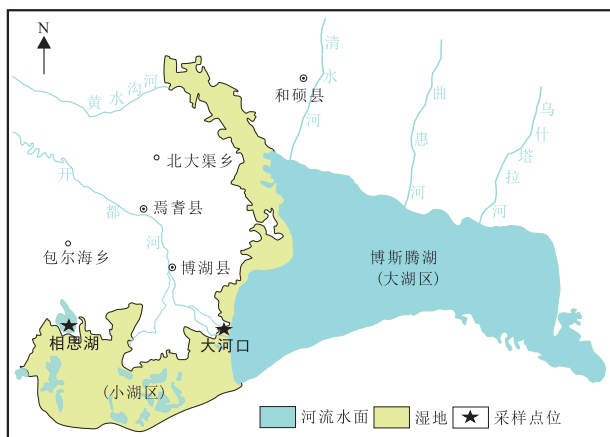 N
黄水沟河
清水河
和硕县
曲惠河
乌什塔拉河
北大渠乡
开都河
焉耆县
包尔海乡
博湖县
博斯腾湖
(大湖区)
相思湖
大河口
(小湖区)
河流水面
湿地
采样点位